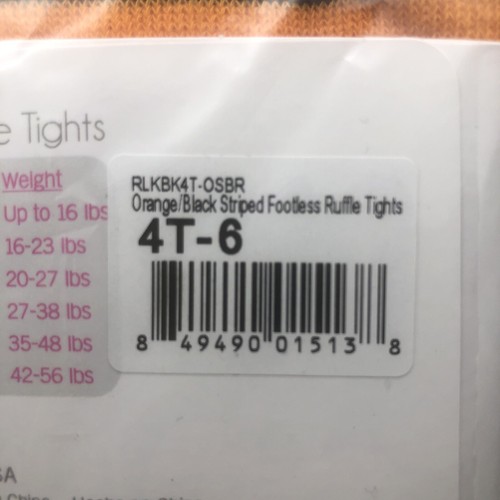 Tights
Weight
Up to 16 lbs
16-23 lbs
20-27 lbs
27-38 lbs
35-48 lbs
42-56 lbs
RLKBK4T-OSBR
Orange/Black Striped Footless Ruffle Tights
4T-6
8 49490 01513 8